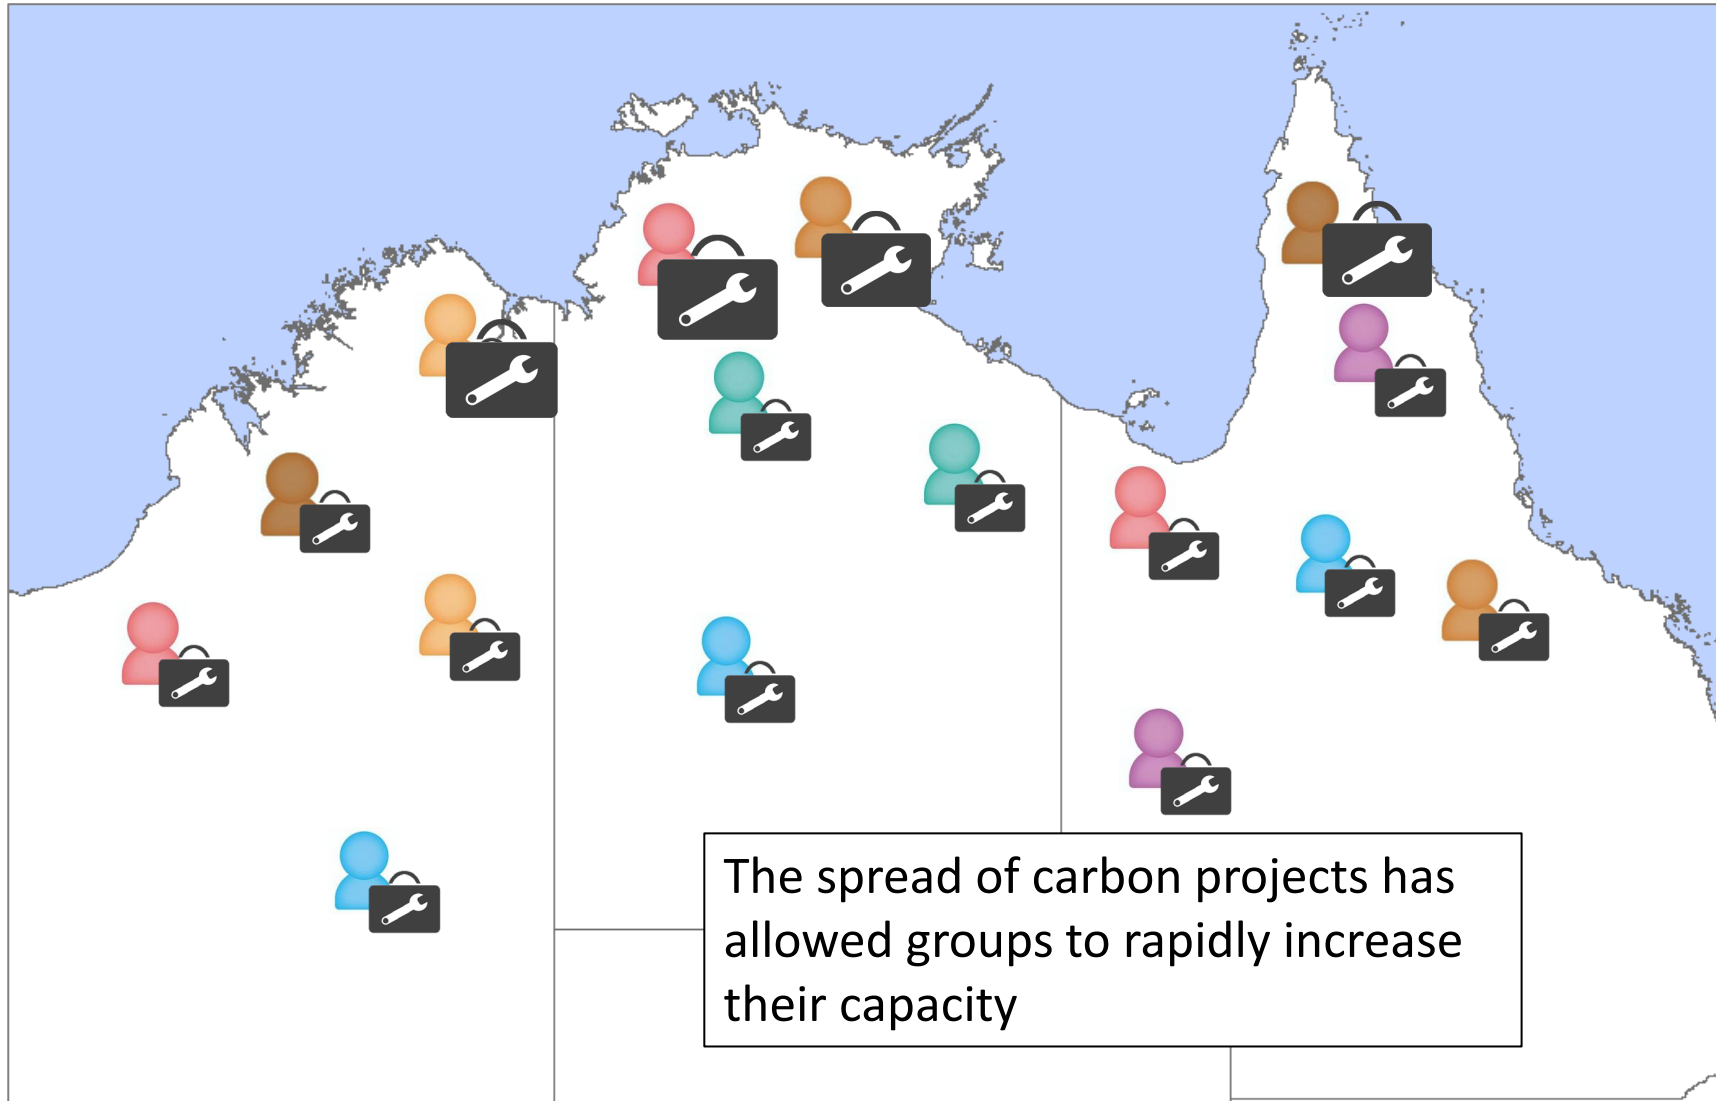 The spread of carbon projects has
allowed groups to rapidly increase
their capacity